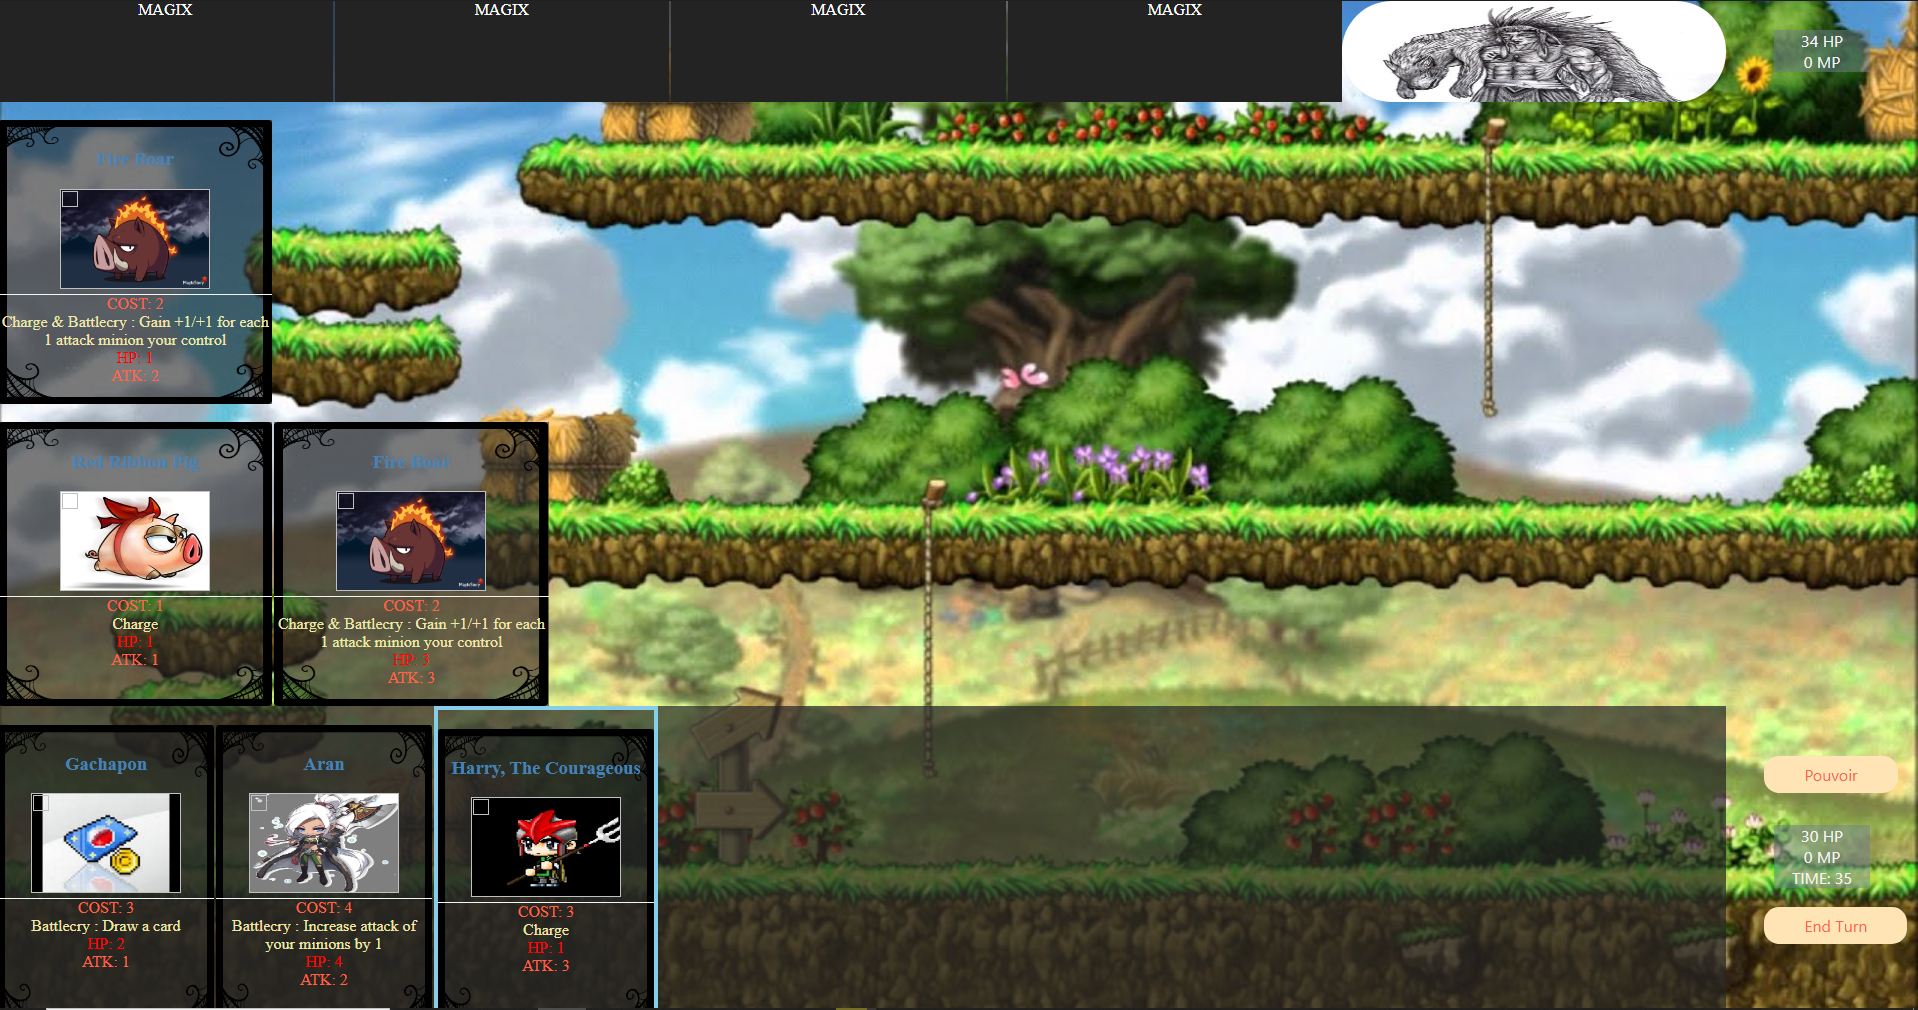 MAGIX
MAGIX
MAGIX
MAGIX
34 HP
0 MP
Fire Boar
COST: 2
Charge & Battlecry : Gain +1/+1 for each
1 attack minion your control
HP: 1
ATK: 2
Red Ribbon Pig
COST: 1
Charge
HP: 1
ATK: 1
Fire Boar
COST: 2
Charge & Battlecry : Gain +1/+1 for each
1 attack minion your control
HP: 3
ATK: 3
Gachapon
COST: 3
Battlecry : Draw a card
HP: 2
ATK: 1
Aran
COST: 4
Battlecry : Increase attack of
your minions by 1
HP: 4
ATK: 2
Harry, The Courageous
COST: 3
Charge
HP: 1
ATK: 3
Pouvoir
30 HP
0 MP
TIME: 35
End Turn